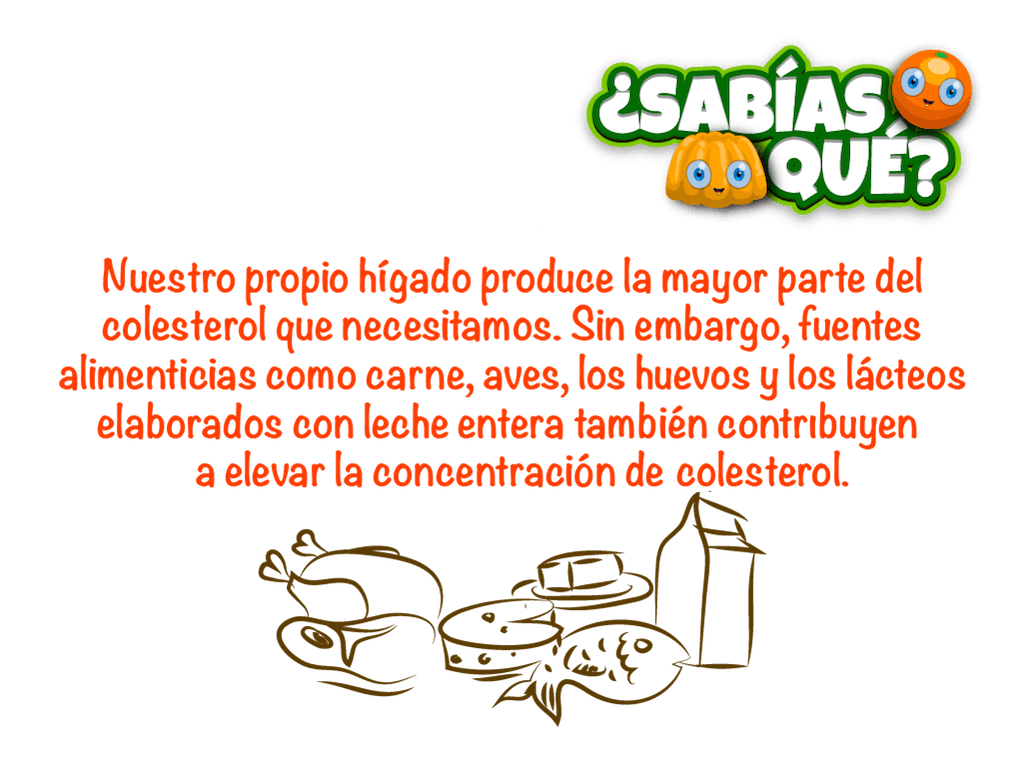 ¿SABÍAS
QUÉ?
Nuestro propio hígado produce la mayor parte del
colesterol que necesitamos. Sin embargo, fuentes
alimenticias como carne, aves, los huevos y los lácteos
elaborados con leche entera también contribuyen
a elevar la concentración de colesterol.